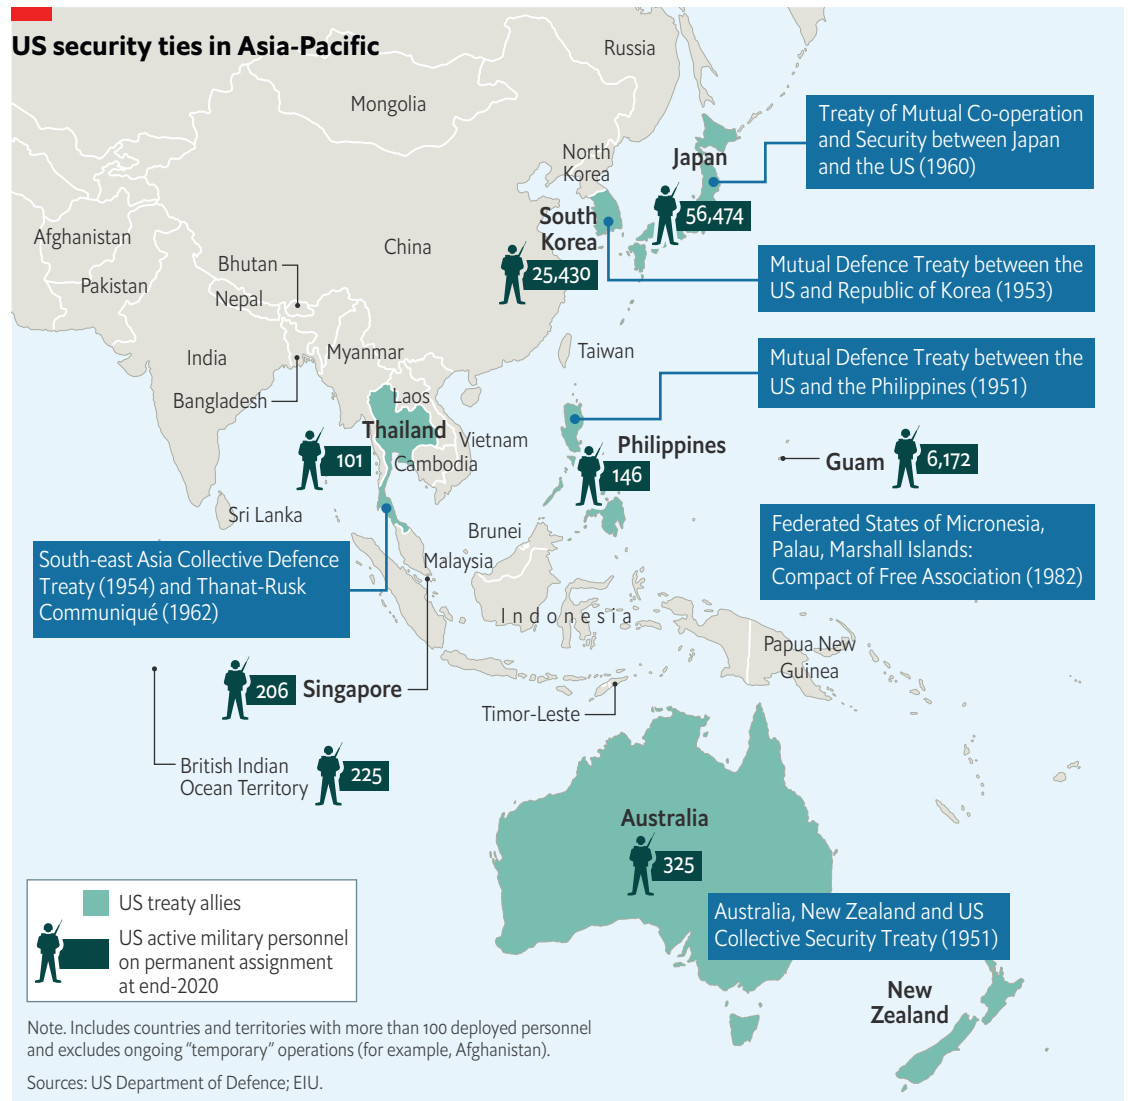 US security ties in Asia-Pacific
Russia
Mongolia
Treaty of Mutual Co-operation
and Security between Japan
and the US (1960)
North
Korea
Japan
56,474
South
Korea
25,430
Afghanistan
China
Bhutan
Pakistan
Nepal
Mutual Defence Treaty between the
US and Republic of Korea (1953)
India
Myanmar
Taiwan
Mutual Defence Treaty between the
US and the Philippines (1951)
Bangladesh
Laos
Thailand
101
Vietnam
Cambodia
Philippines
146
Guam
6,172
Sri Lanka
Brunei
Malaysia
Federated States of Micronesia,
Palau, Marshall Islands:
Compact of Free Association (1982)
South-east Asia Collective Defence
Treaty (1954) and Thanat-Rusk
Communiqué (1962)
Indonesia
Papua New
Guinea
206
Singapore
Timor-Leste
British Indian
Ocean Territory
225
Australia
325
Australia, New Zealand and US
Collective Security Treaty (1951)
New
Zealand
US treaty allies
US active military personnel
on permanent assignment
at end-2020
Note. Includes countries and territories with more than 100 deployed personnel
and excludes ongoing “temporary” operations (for example, Afghanistan).
Sources: US Department of Defence; EIU.